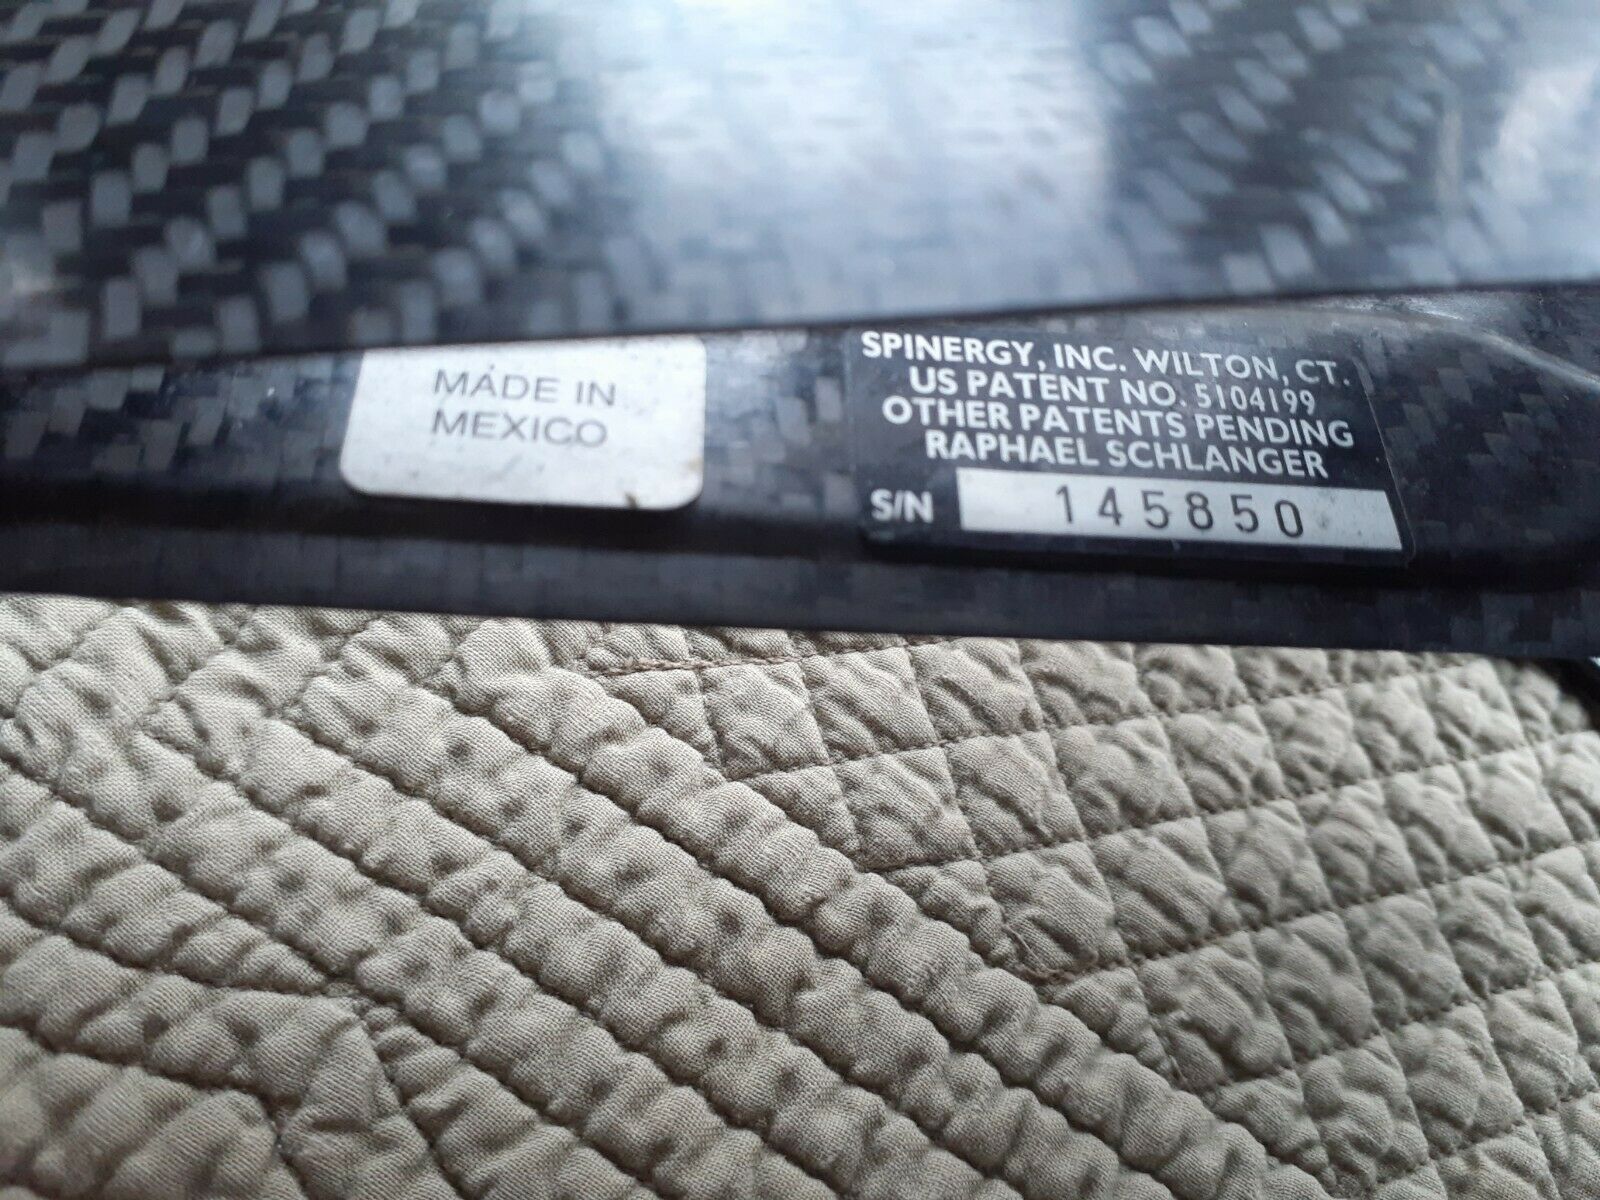 MADE IN
MEXICO
SPINERGY, INC. WILTON, CT.
US PATENT NO. 5104199
OTHER PATENTS PENDING
RAPHAEL SCHLANGER
S/N 145850